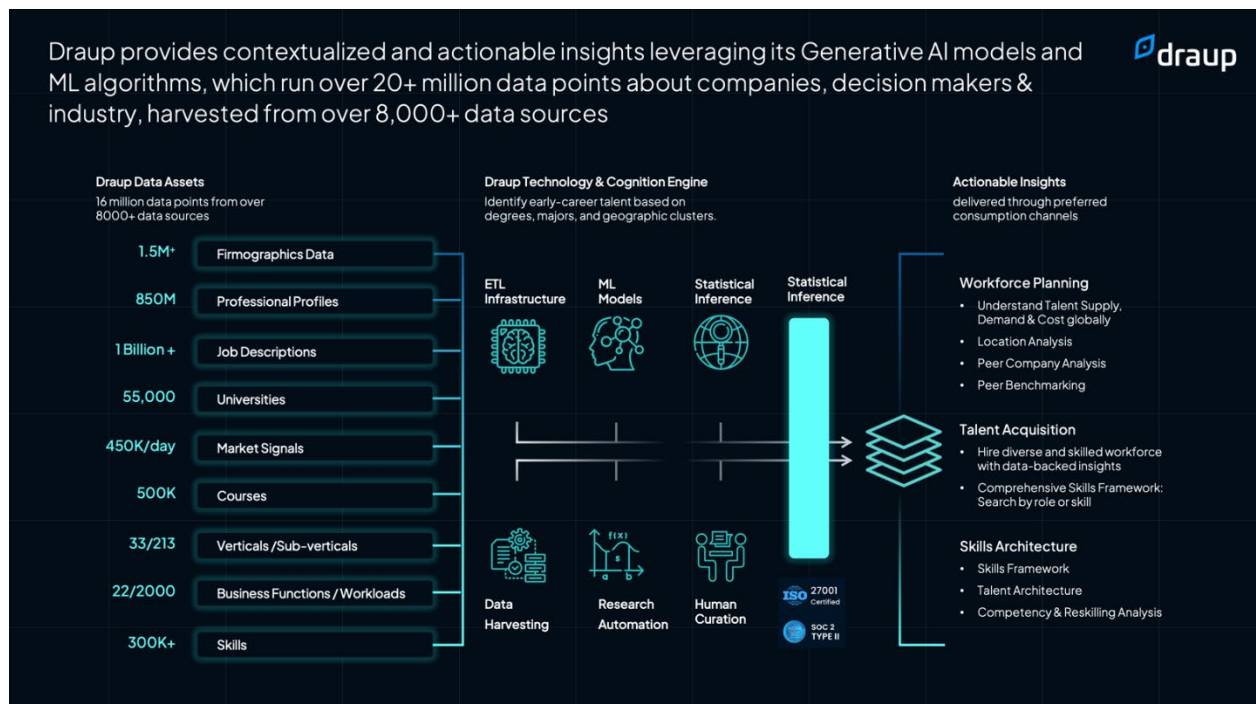 Draup provides contextualized and actionable insights leveraging its Generative AI models and
ML algorithms, which run over 20+ million data points about companies, decision makers &
industry, harvested from over 8,000+ data sources
draup
Draup Data Assets
16 million data points from over
8000+ data sources
1.5M+
Firmographics Data
850M
Professional Profiles
1 Billion +
Job Descriptions
55,000
Universities
450K/day
Market Signals
500K
Courses
33/213
Verticals /Sub-verticals
22/2000
Business Functions / Workloads
300K+
Skills
Draup Technology & Cognition Engine
Identify early-career talent based on
degrees, majors, and geographic clusters.
ETL
Infrastructure
ML
Models
Statistical
Inference
Statistical
Inference
f(x)
s
a b
Data
Harvesting
Research
Automation
Human
Curation
ISO 27001
Certified
SOC 2
TYPE II
Actionable Insights
delivered through preferred
consumption channels
Workforce Planning
• Understand Talent Supply,
Demand & Cost globally
• Location Analysis
• Peer Company Analysis
• Peer Benchmarking
Talent Acquisition
• Hire diverse and skilled workforce
with data-backed insights
• Comprehensive Skills Framework:
Search by role or skill
Skills Architecture
• Skills Framework
• Talent Architecture
• Competency & Reskilling Analysis